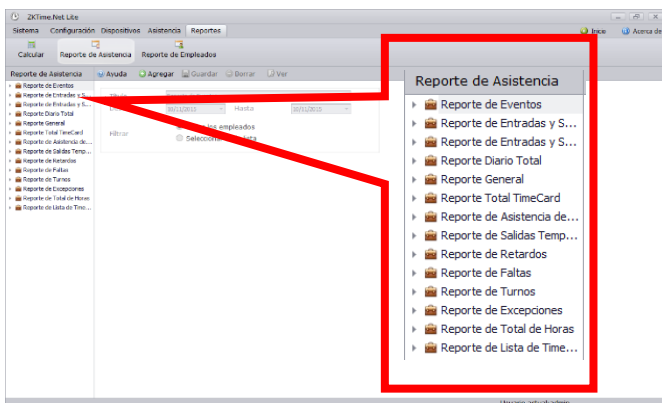 ZKTime.Net Lite
Sistema Configuración Dispositivos Asistencia Reportes
Inicio Acerca de
Calcular Reporte de Asistencia Reporte de Empleados
Reporte de Asistencia Ayuda Agregar Guardar Borrar Ver
Reporte de Eventos
Reporte de Entradas y S...
Reporte de Entradas y S...
Reporte Diario Total
Reporte General
Reporte Total TimeCard
Reporte de Asistencia de...
Reporte de Salidas Temp...
Reporte de Retardos
Reporte de Faltas
Reporte de Turnos
Reporte de Excepciones
Reporte de Total de Horas
Reporte de Lista de Time...
10/11/2015 Hasta 10/11/2015
Filtrar
empleados
Reporte de Asistencia
Reporte de Eventos
Reporte de Entradas y S...
Reporte de Entradas y S...
Reporte Diario Total
Reporte General
Reporte Total TimeCard
Reporte de Asistencia de...
Reporte de Salidas Temp...
Reporte de Retardos
Reporte de Faltas
Reporte de Turnos
Reporte de Excepciones
Reporte de Total de Horas
Reporte de Lista de Time...